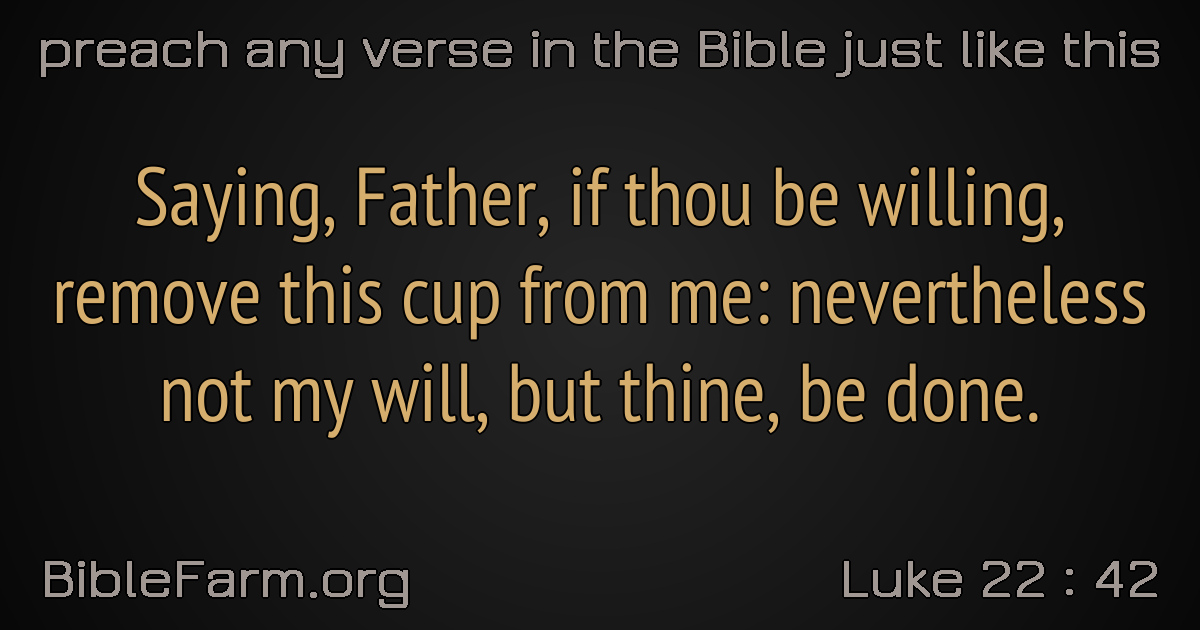 preach any verse in the Bible just like this
Saying, Father, if thou be willing,
remove this cup from me: nevertheless
not my will, but thine, be done.
BibleFarm.org
Luke 22 : 42